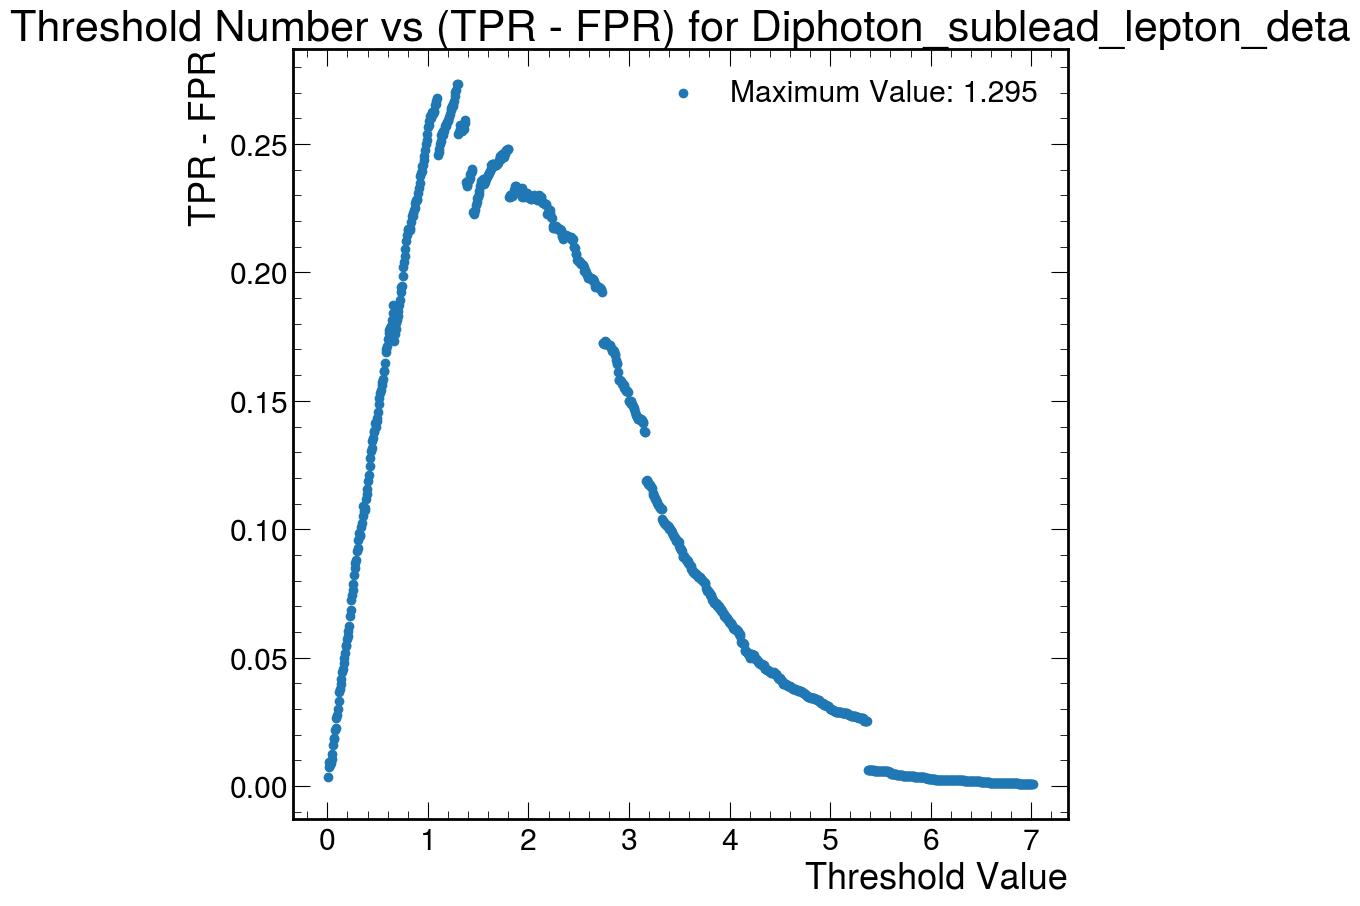 Threshold Number vs (TPR - FPR) for Diphoton_sublead_lepton_deta
TPR - FPR
Maximum Value: 1.295
0.25
0.20
0.15
0.10
0.05
0.00
0 1 2 3 4 5 6 7
Threshold Value